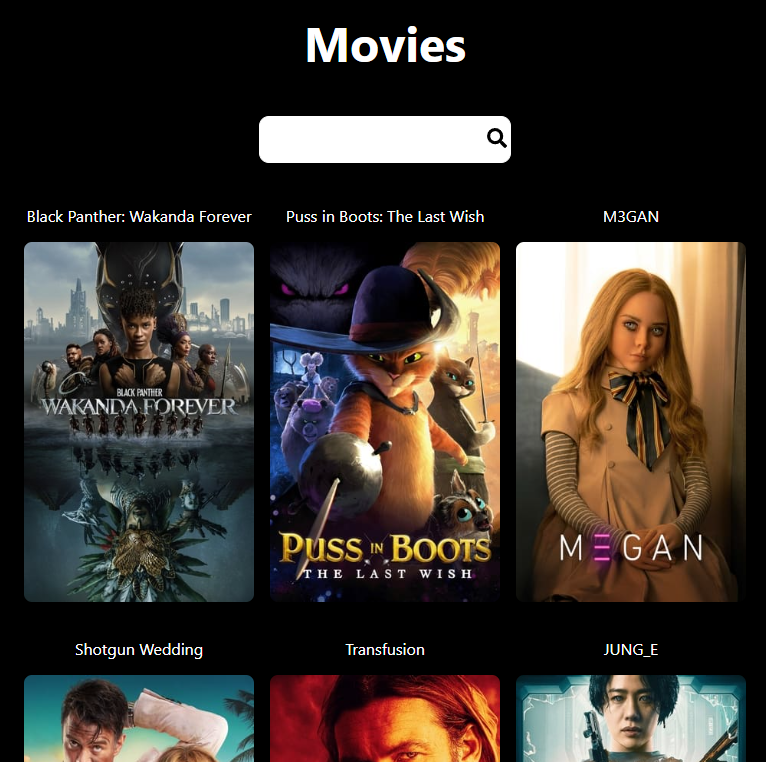 Movies
Black Panther: Wakanda Forever
Puss in Boots: The Last Wish
M3GAN
BLACK PANTHER
WAKANDA FOREVER
PUSS IN BOOTS
THE LAST WISH
M3GAN
Shotgun Wedding
Transfusion
JUNG_E